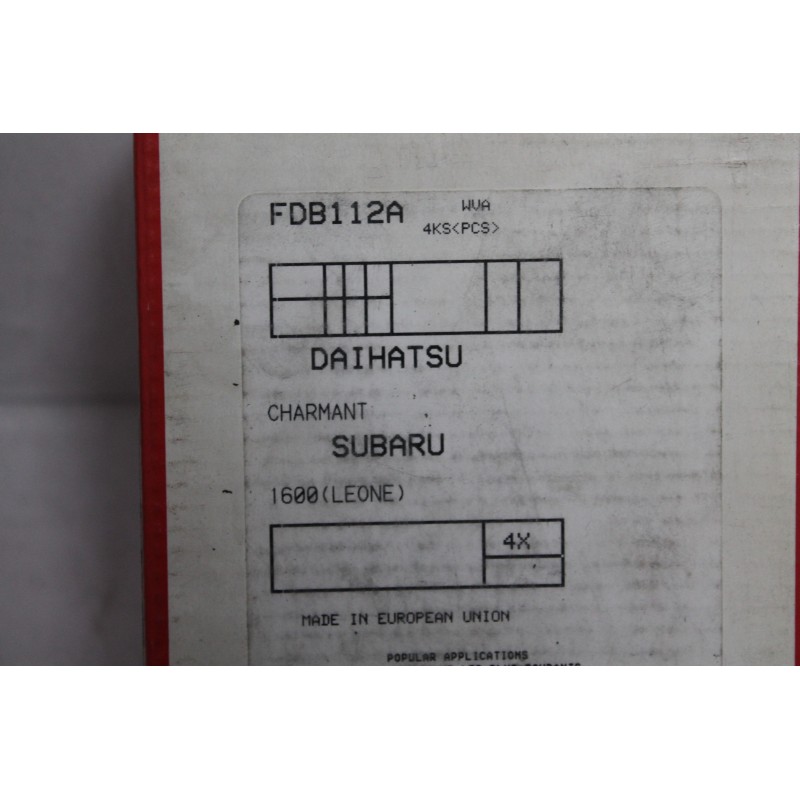 FDB112A WVA
4KS<PCS>
DAIHATSU
CHARMANT
SUBARU
1600(LEONE)
4X
MADE IN EUROPEAN UNION
POPULAR APPLICATIONS